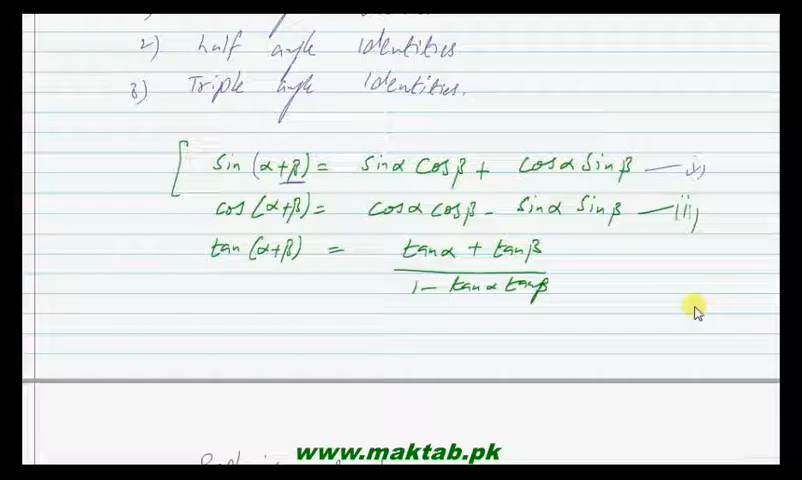 2) half angle Identities
3) Triple angle Identities.
sin (α+β) = sinα cosβ + cosα sinβ — (i)
cos (α+β) = cosα cosβ - sinα sinβ — (ii)
tan (α+β) = tanα + tanβ
1 - tanα tanβ
www.maktab.pk